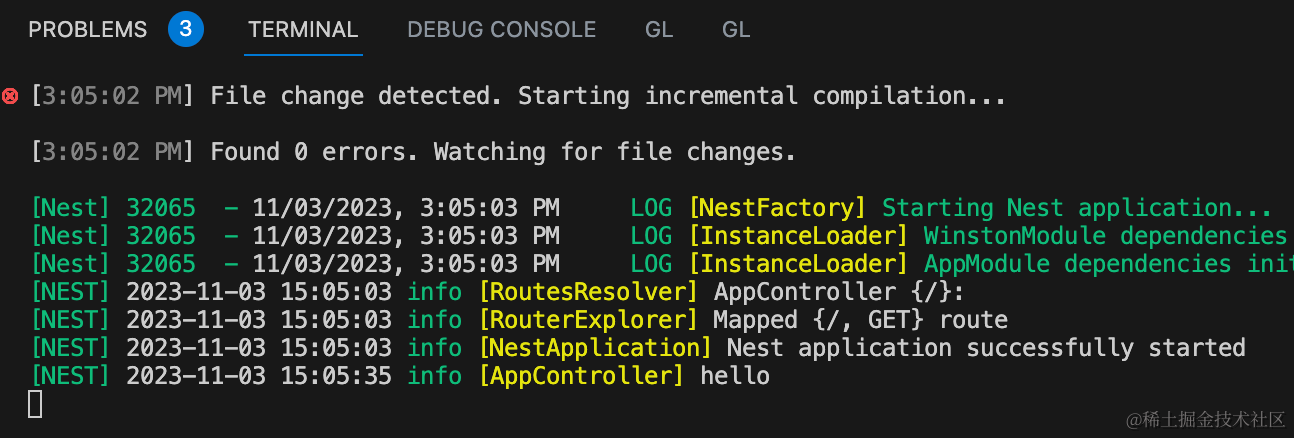 PROBLEMS 3 TERMINAL DEBUG CONSOLE GL GL
[3:05:02 PM] File change detected. Starting incremental compilation...
[3:05:02 PM] Found 0 errors. Watching for file changes.
[Nest] 32065  - 11/03/2023, 3:05:03 PM     LOG [NestFactory] Starting Nest application...
[Nest] 32065  - 11/03/2023, 3:05:03 PM     LOG [InstanceLoader] WinstonModule dependencies
[Nest] 32065  - 11/03/2023, 3:05:03 PM     LOG [InstanceLoader] AppModule dependencies init
[NEST] 2023-11-03 15:05:03 info [RoutesResolver] AppController {/}:
[NEST] 2023-11-03 15:05:03 info [RouterExplorer] Mapped {/, GET} route
[NEST] 2023-11-03 15:05:03 info [NestApplication] Nest application successfully started
[NEST] 2023-11-03 15:05:35 info [AppController] hello
@稀土掘金技术社区